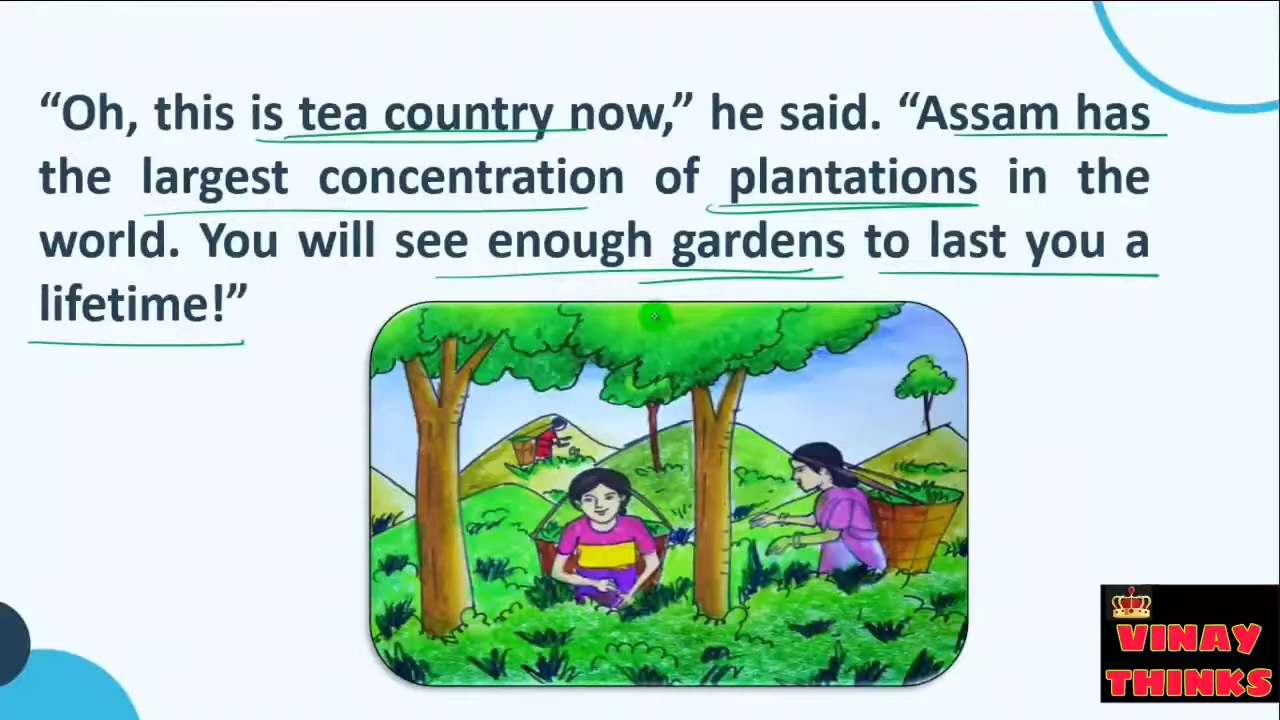 “Oh, this is tea country now,” he said. “Assam has
the largest concentration of plantations in the
world. You will see enough gardens to last you a
lifetime!”
VINAY
THINKS